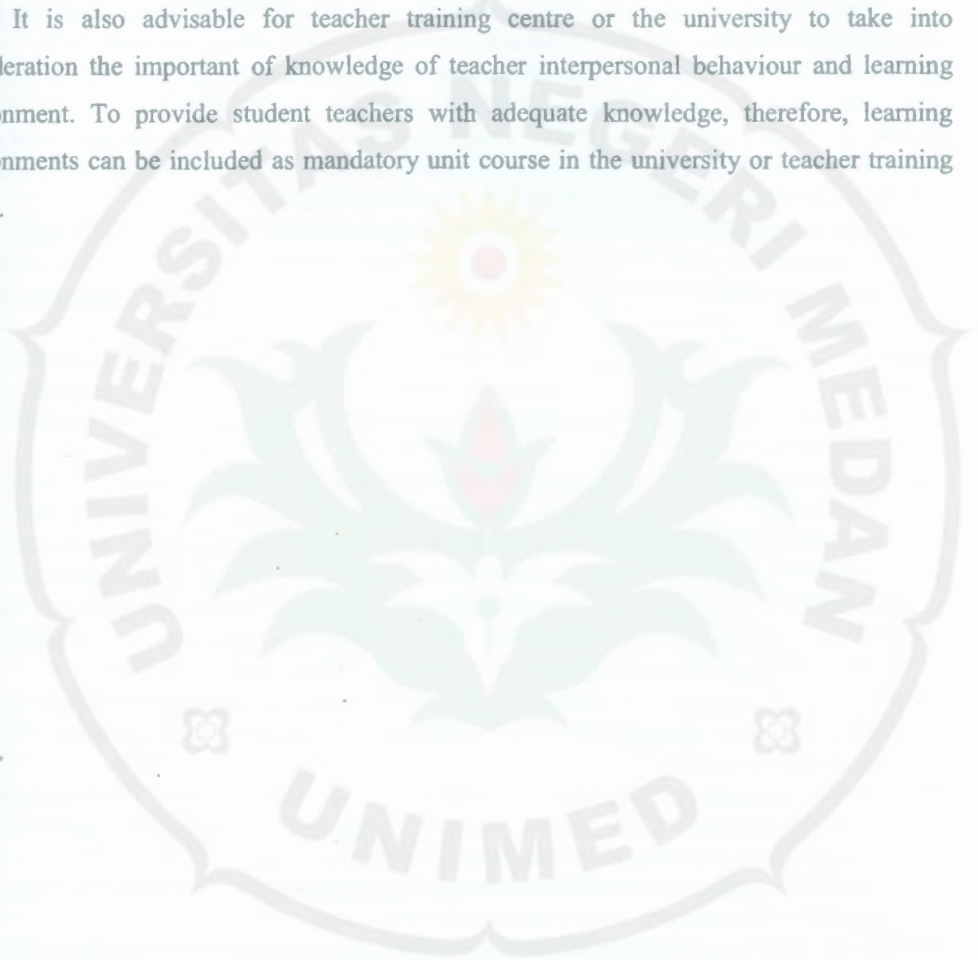 It is also advisable for teacher training centre or the university to take into
leration the important of knowledge of teacher interpersonal behaviour and learning
nment. To provide student teachers with adequate knowledge, therefore, learning
nments can be included as mandatory unit course in the university or teacher training
.
UNIVERSITAS NEGERI MEDAN
UNIMED